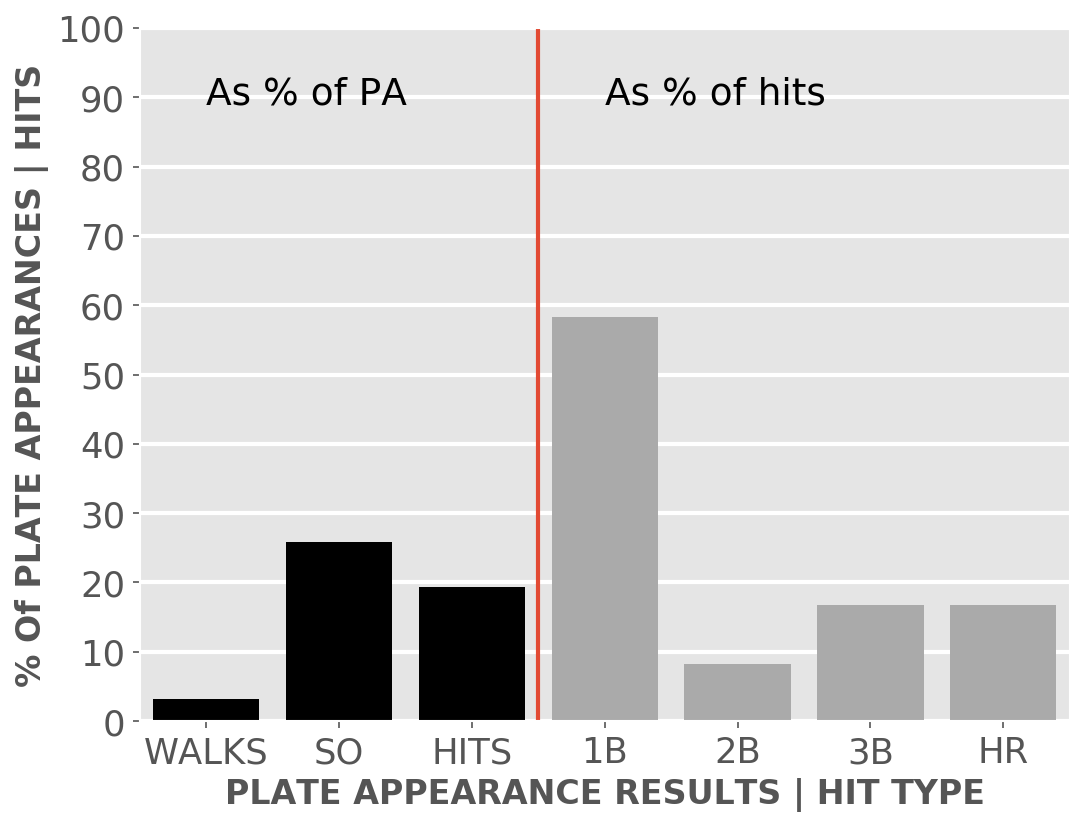 % Of PLATE APPEARANCES | HITS
100
90
80
70
60
50
40
30
20
10
0
As % of PA
As % of hits
WALKS SO HITS 1B 2B 3B HR
PLATE APPEARANCE RESULTS | HIT TYPE